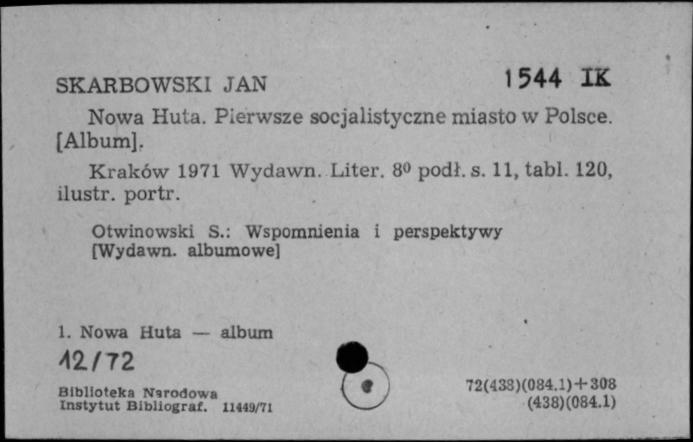 SKARBOWSKI JAN 1544 IK
Nowa Huta. Pierwsze socjalistyczne miasto w Polsce.
[Album].
Kraków 1971 Wydawn. Liter. 8⁰ podł. s. 11, tabl. 120,
ilustr. portr.
Otwinowski S.: Wspomnienia i perspektywy
[Wydawn. albumowe]
1. Nowa Huta — album
12/72
Biblioteka Narodowa
Instytut Bibliograf. 11449/71
72(438)(084.1)+308
(438)(084.1)